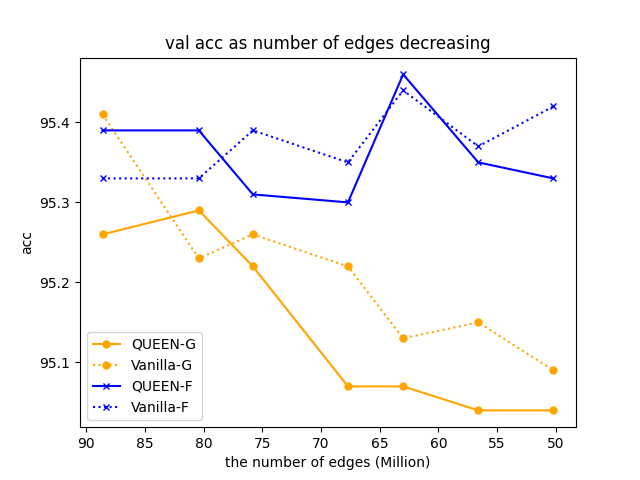 val acc as number of edges decreasing
acc
95.4
95.3
95.2
95.1
QUEEN-G
Vanilla-G
QUEEN-F
Vanilla-F
90 85 80 75 70 65 60 55 50
the number of edges (Million)